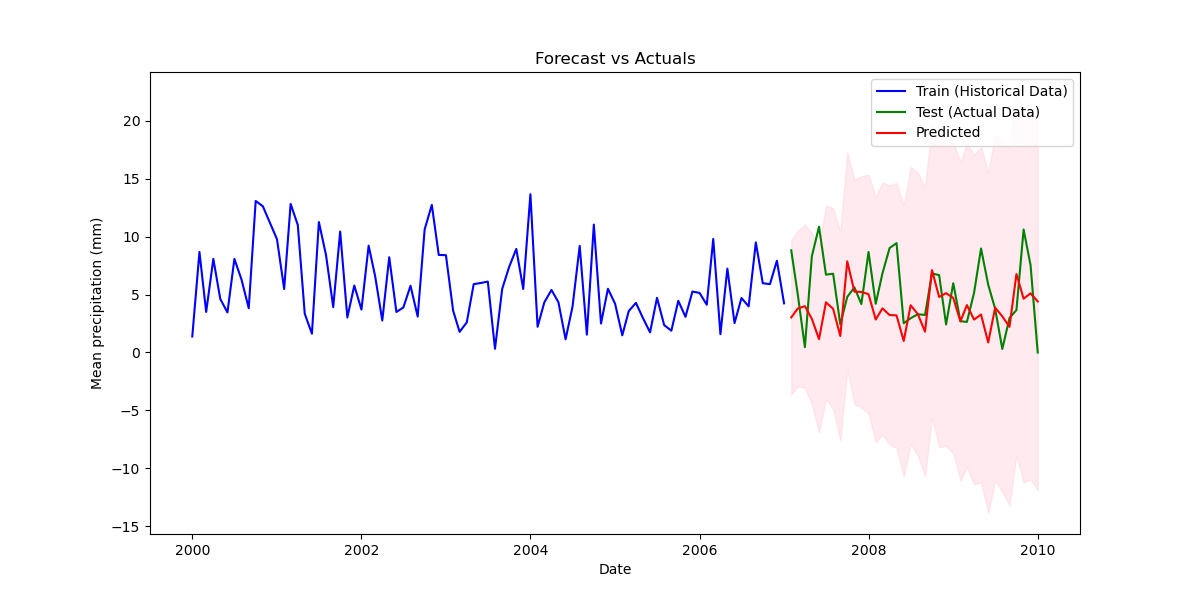 Forecast vs Actuals
Train (Historical Data)
Test (Actual Data)
Predicted
Mean precipitation (mm)
20
15
10
5
0
−5
−10
−15
2000
2002
2004
2006
2008
2010
Date